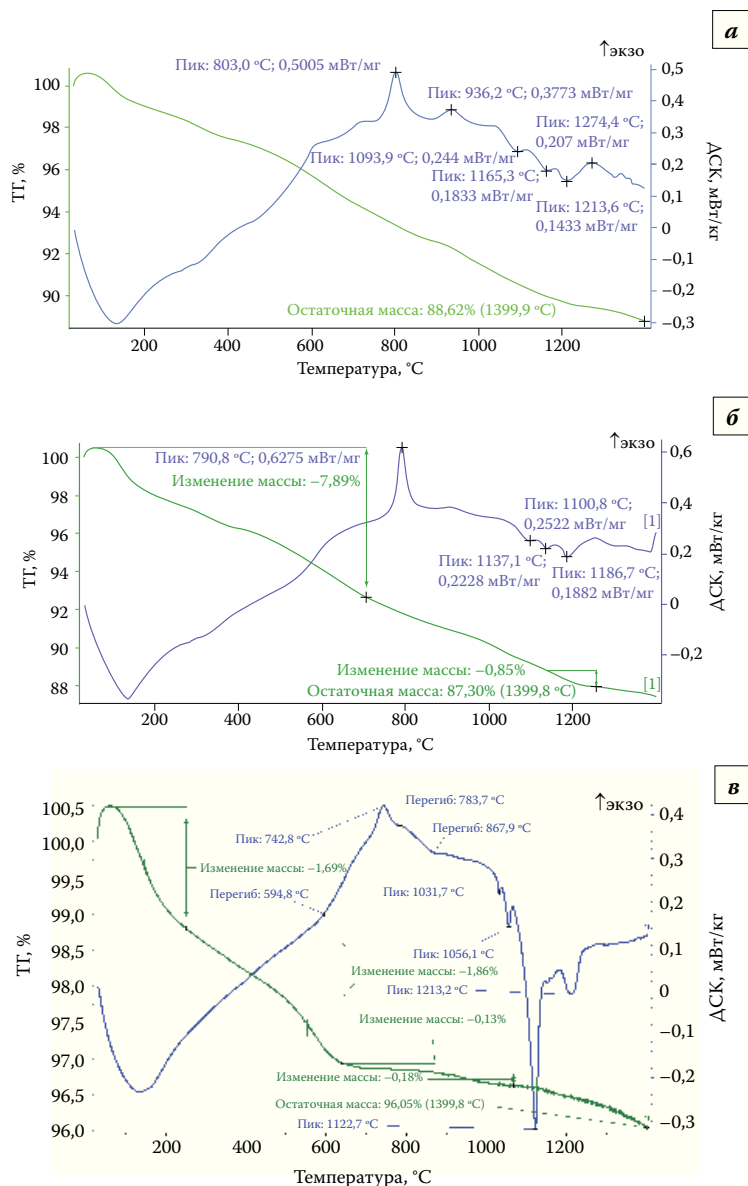 а
↑экзо
Пик: 803,0 °C; 0,5005 мВт/мг
Пик: 936,2 °C; 0,3773 мВт/мг
Пик: 1274,4 °C;
0,207 мВт/мг
Пик: 1093,9 °C; 0,244 мВт/мг
Пик: 1165,3 °C;
0,1833 мВт/мг
Пик: 1213,6 °C;
0,1433 мВт/мг
Остаточная масса: 88,62% (1399,9 °C)
ТГ, %
100
98
96
94
92
90
0,5
0,4
0,3
0,2
0,1
0
–0,1
–0,2
–0,3
ДСК, мВт/кг
200 400 600 800 1000 1200
Температура, °C
б
↑экзо
Пик: 790,8 °C; 0,6275 мВт/мг
Изменение массы: –7,89%
Пик: 1100,8 °C;
0,2522 мВт/мг
[1]
Пик: 1137,1 °C;
0,2228 мВт/мг
Пик: 1186,7 °C;
0,1882 мВт/мг
Изменение массы: –0,85%
Остаточная масса: 87,30% (1399,8 °C)
[1]
ТГ, %
100
98
96
94
92
90
88
0,6
0,4
0,2
0
–0,2
ДСК, мВт/кг
200 400 600 800 1000 1200
Температура, °C
в
↑экзо
Перегиб: 783,7 °C
Пик: 742,8 °C
Перегиб: 867,9 °C
Изменение массы: –1,69%
Перегиб: 594,8 °C
Пик: 1031,7 °C
Пик: 1056,1 °C
Изменение массы: –1,86%
Пик: 1213,2 °C
Изменение массы: –0,13%
Изменение массы: –0,18%
Остаточная масса: 96,05% (1399,8 °C)
Пик: 1122,7 °C
ТГ, %
100,5
100,0
99,5
99,0
98,5
98,0
97,5
97,0
96,5
96,0
0,4
0,3
0,2
0,1
0
–0,1
–0,2
–0,3
ДСК, мВт/кг
200 400 600 800 1000 1200
Температура, °C